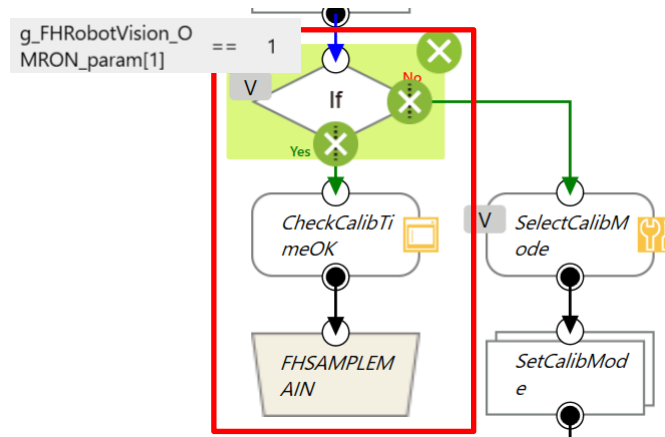 g_FHRobotVision_O
MRON_param[1]
== 1
V
If
No
Yes
CheckCalibTi
meOK
V
SelectCalibM
ode
FHSAMPLEM
AIN
SetCalibMod
e